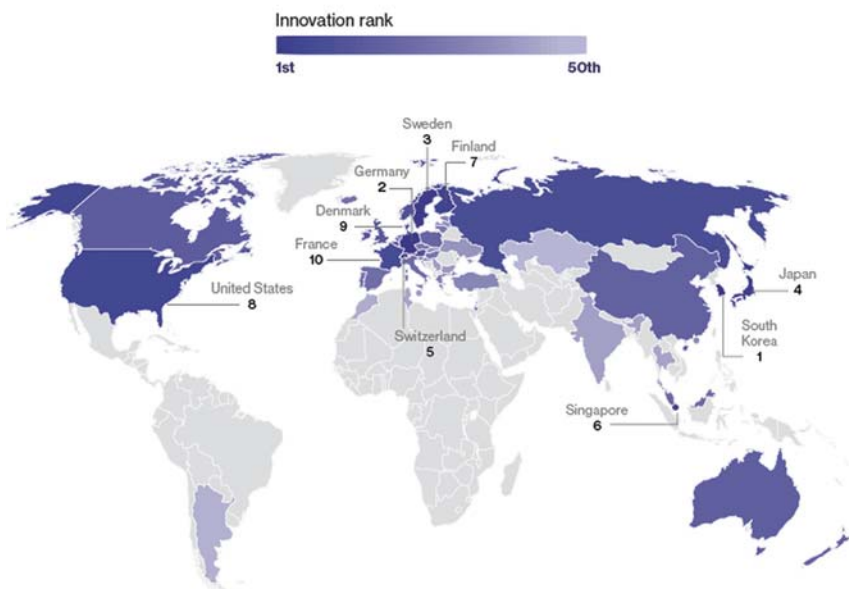 Innovation rank
1st 50th
Sweden
3
Finland
7
Germany
2
Denmark
9
France
10
United States
8
Switzerland
5
Japan
4
South
Korea
1
Singapore
6